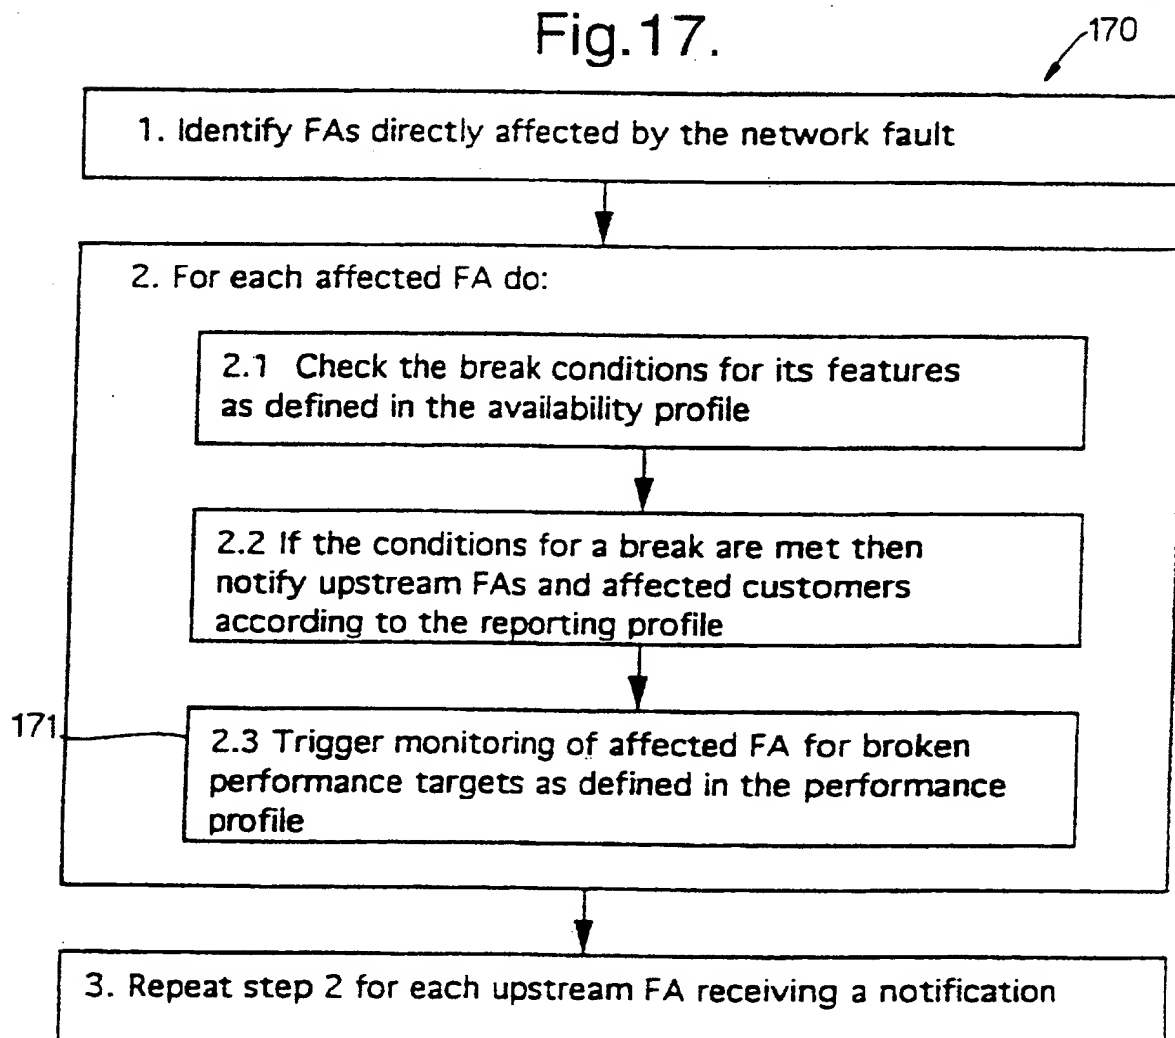 Fig.17.
170
1. Identify FAs directly affected by the network fault
2. For each affected FA do:
2.1 Check the break conditions for its features
as defined in the availability profile
2.2 If the conditions for a break are met then
notify upstream FAs and affected customers
according to the reporting profile
171
2.3 Trigger monitoring of affected FA for broken
performance targets as defined in the performance
profile
3. Repeat step 2 for each upstream FA receiving a notification